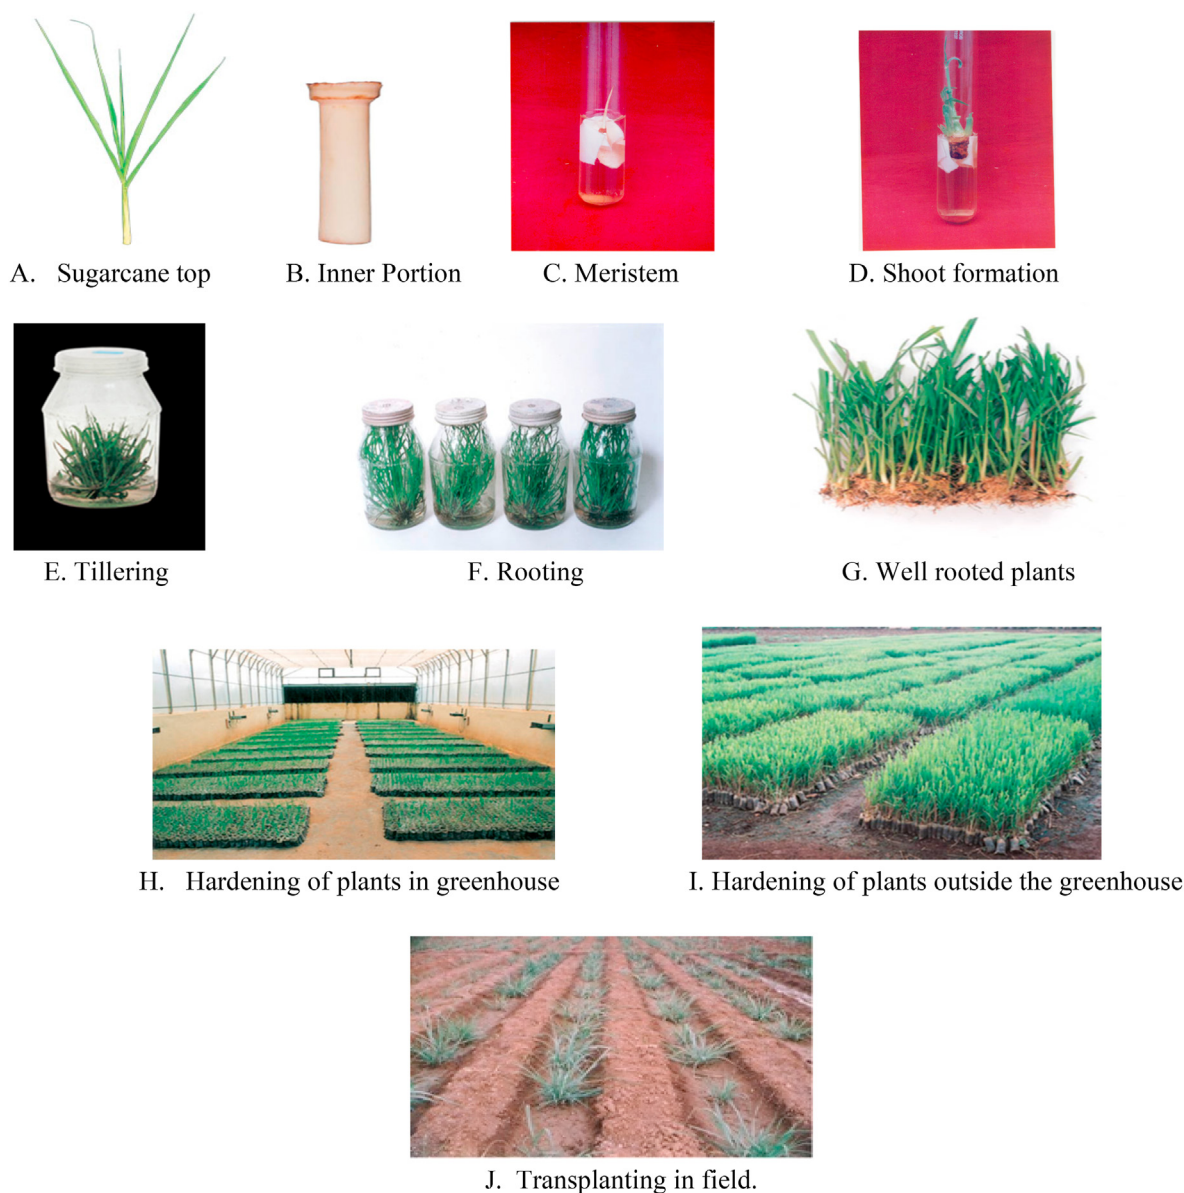 A. Sugarcane top
B. Inner Portion
C. Meristem
D. Shoot formation
E. Tillering
F. Rooting
G. Well rooted plants
H. Hardening of plants in greenhouse
I. Hardening of plants outside the greenhouse
J. Transplanting in field.